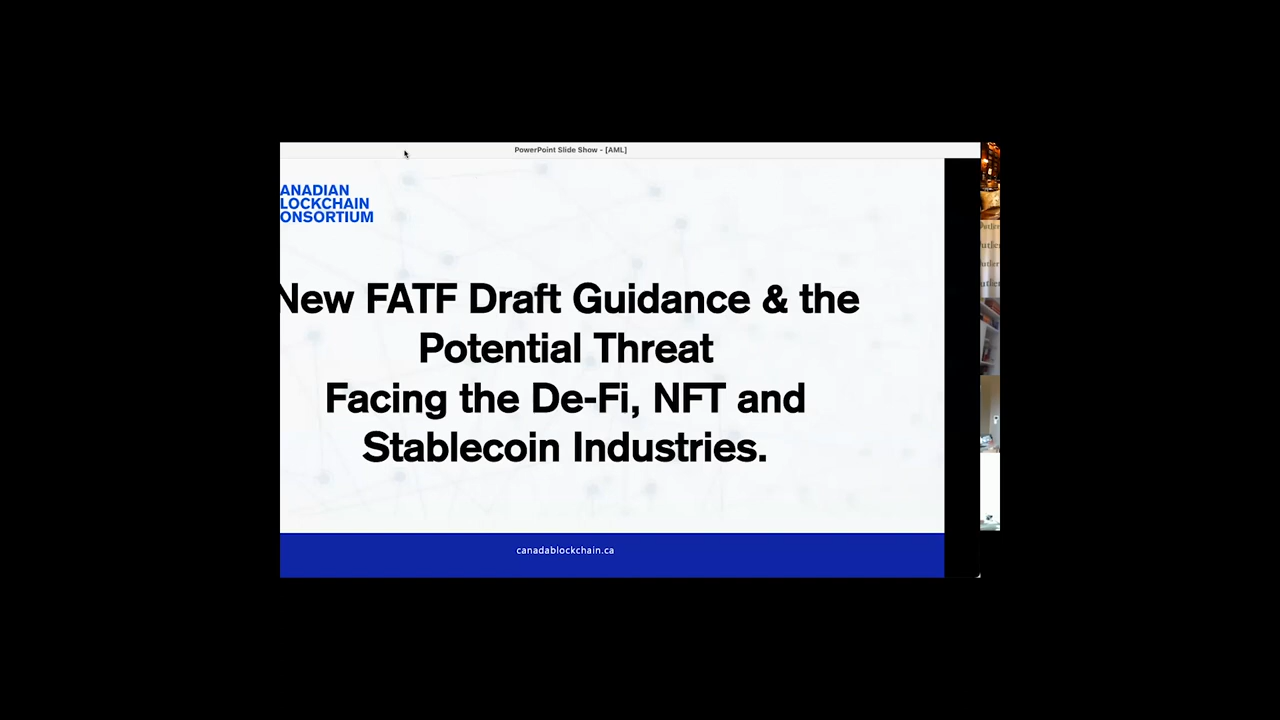 PowerPoint Slide Show - [AML]
ANADIAN
LOCKCHAIN
ONSORTIUM
New FATF Draft Guidance & the
Potential Threat
Facing the De-Fi, NFT and
Stablecoin Industries.
canadablockchain.ca